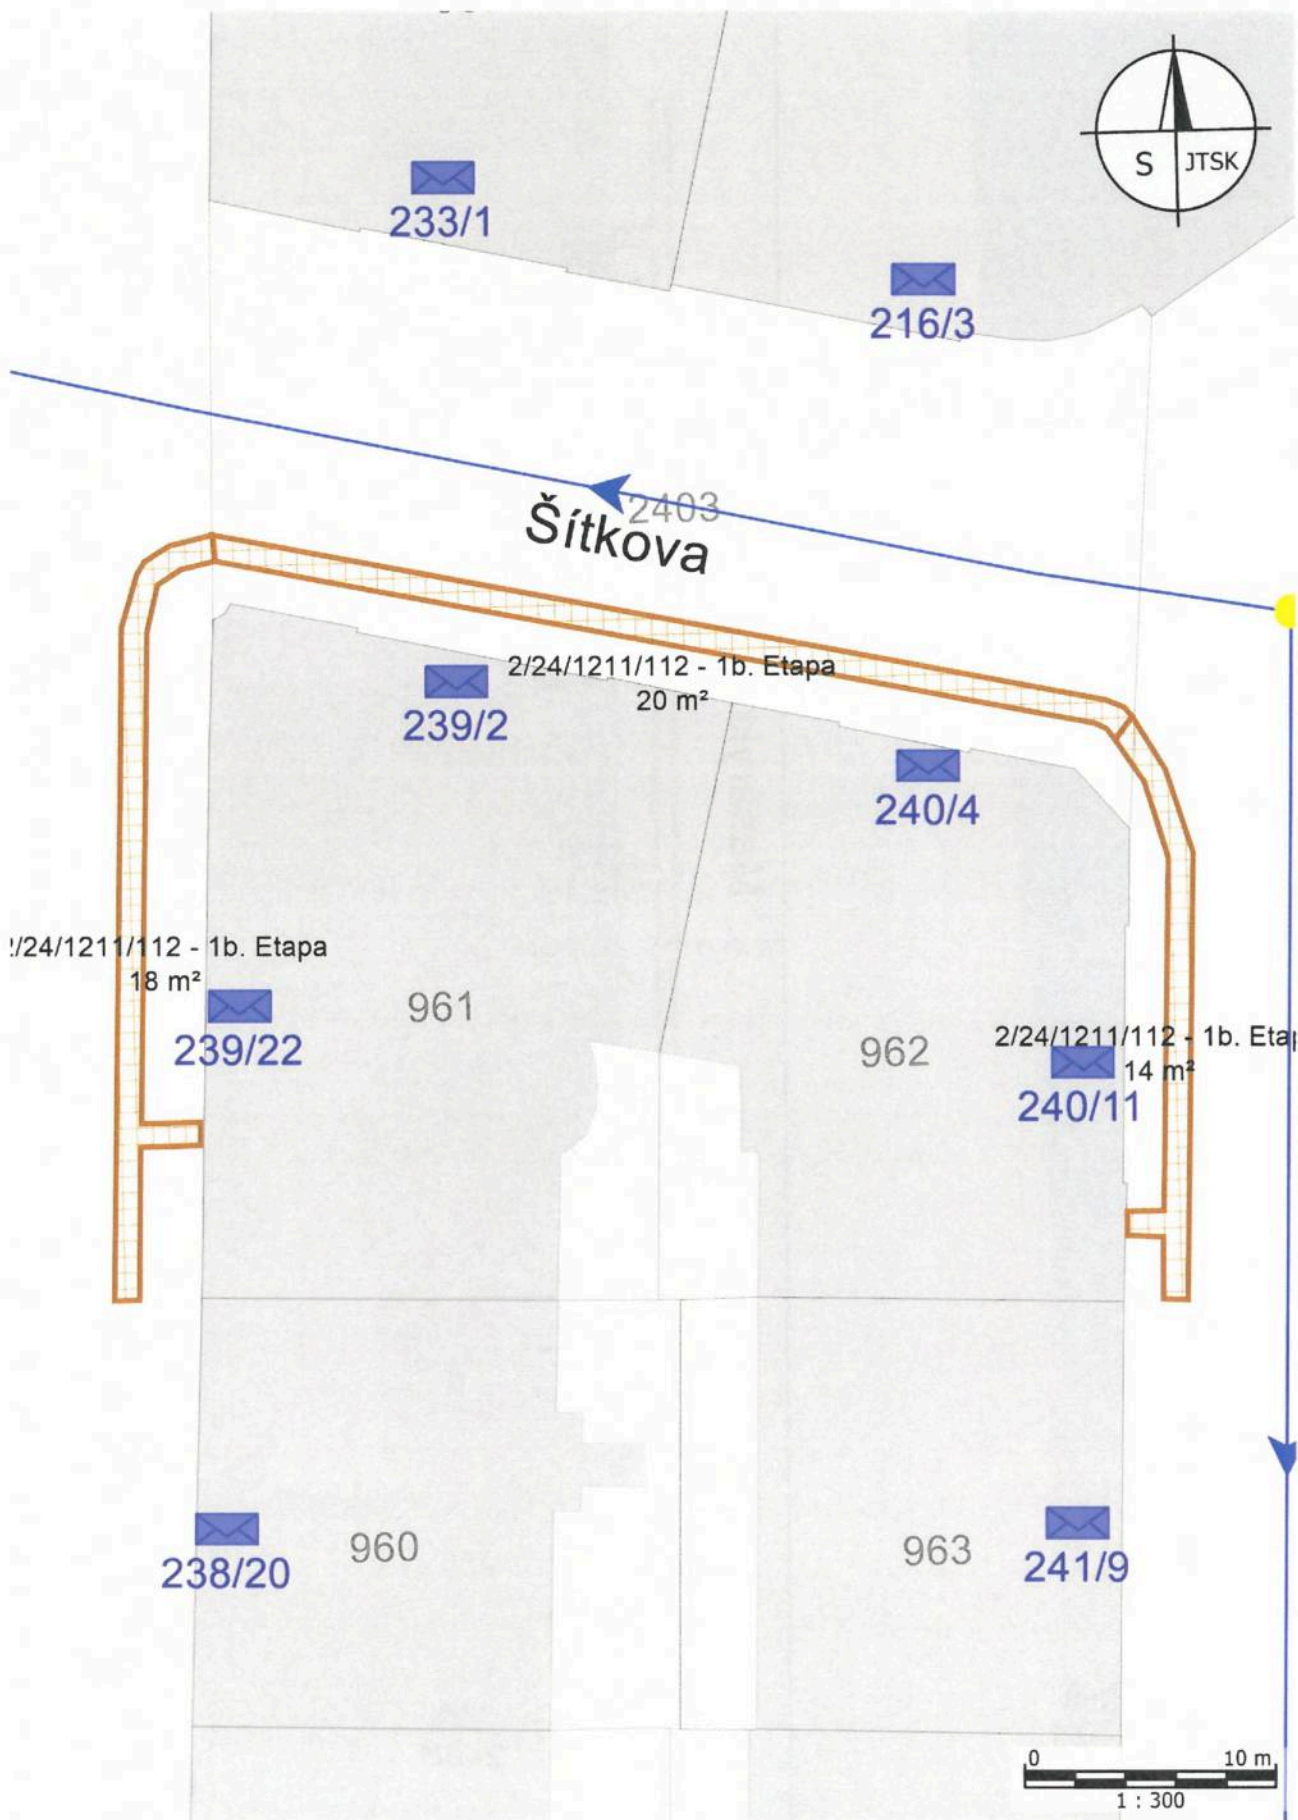 S JTSK
233/1
216/3
2403
Šítkova
2/24/1211/112 - 1b. Etapa
20 m²
239/2
240/4
/24/1211/112 - 1b. Etapa
18 m²
239/22
961
962
2/24/1211/112 - 1b. Eta
14 m²
240/11
238/20
960
963
241/9
0 10 m
1 : 300